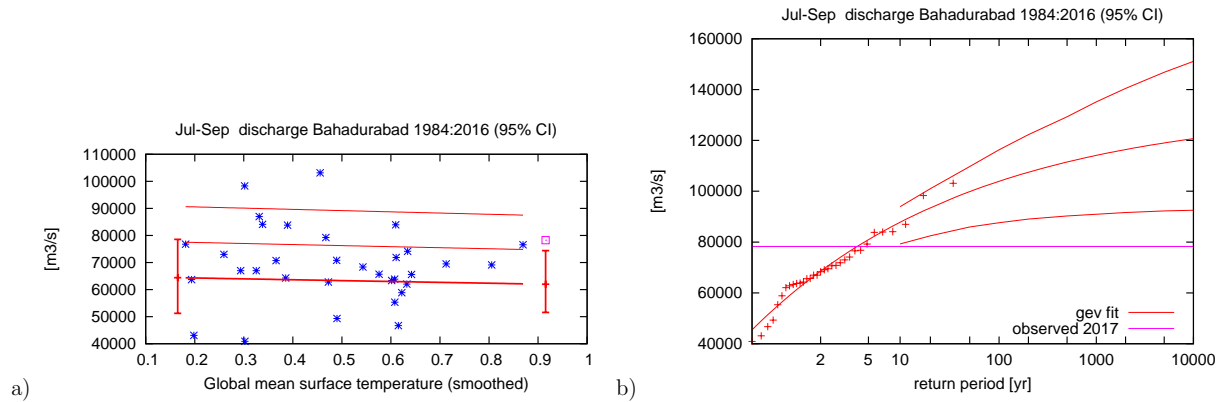 Jul-Sep discharge Bahadurabad 1984:2016 (95% CI)
110000
100000
90000
80000
70000
60000
50000
40000
[m3/s]
0.1 0.2 0.3 0.4 0.5 0.6 0.7 0.8 0.9 1
Global mean surface temperature (smoothed)
a)
Jul-Sep discharge Bahadurabad 1984:2016 (95% CI)
160000
140000
120000
100000
80000
60000
40000
[m3/s]
gev fit
observed 2017
2 5 10 100 1000 10000
return period [yr]
b)